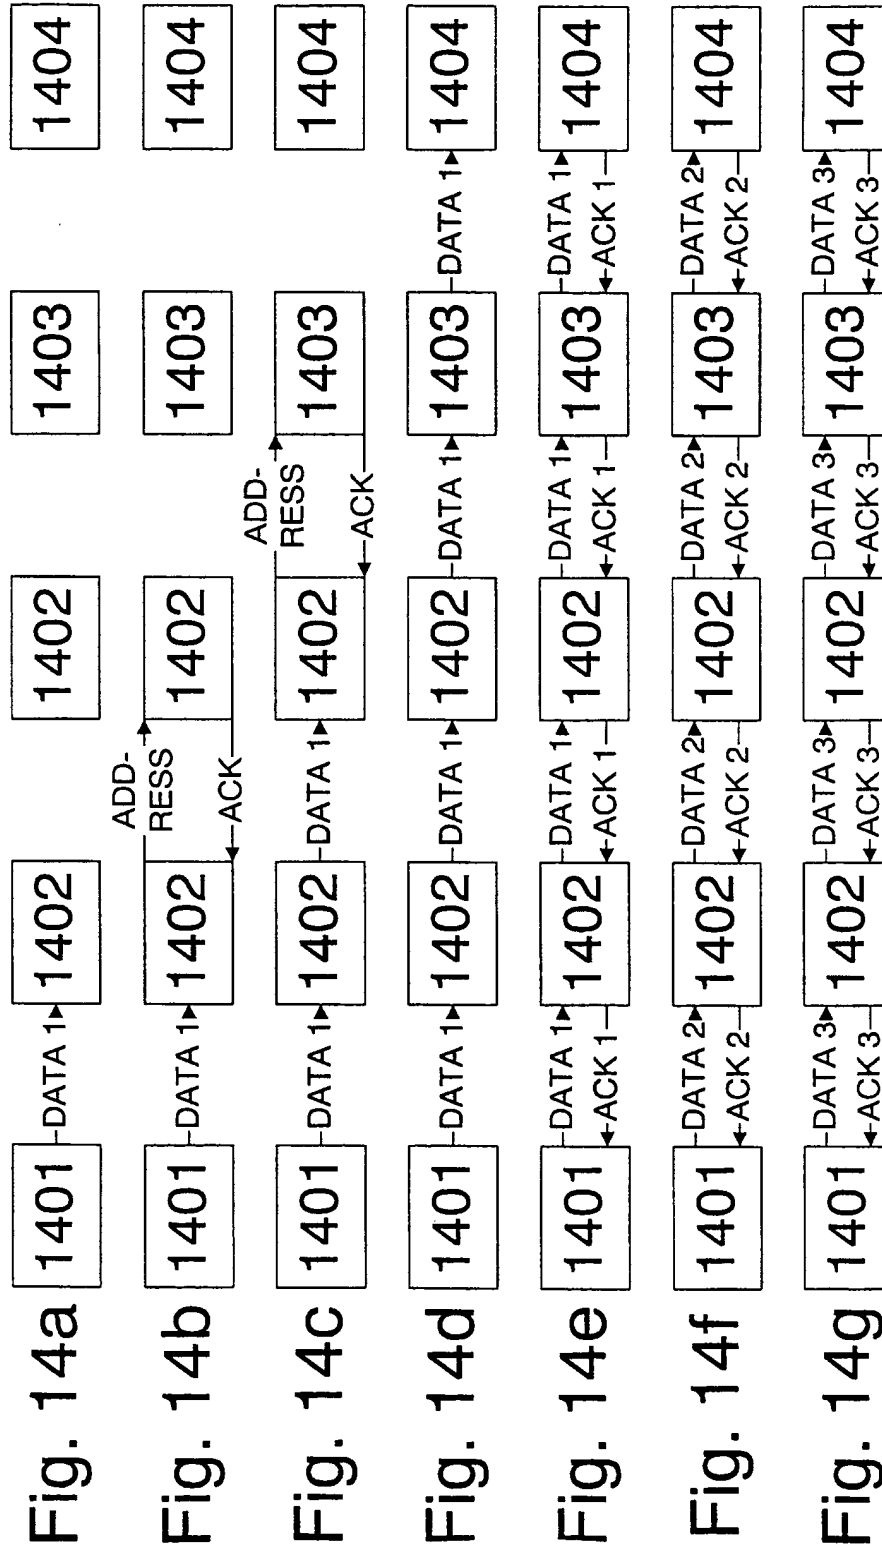 Fig. 14a 1401 DATA 1 1402 1402 1403 1404
Fig. 14b 1401 DATA 1 1402 ADD-
RESS ACK 1402 1403 1404
Fig. 14c 1401 DATA 1 1402 DATA 1 1402 ADD-
RESS ACK 1403 1404
Fig. 14d 1401 DATA 1 1402 DATA 1 1402 DATA 1 1403 DATA 1 1404
Fig. 14e 1401 DATA 1 1402 DATA 1 1402 DATA 1 1403 DATA 1 1404
ACK 1 ACK 1 ACK 1 ACK 1
Fig. 14f 1401 DATA 2 1402 DATA 2 1402 DATA 2 1403 DATA 2 1404
ACK 2 ACK 2 ACK 2 ACK 2
Fig. 14g 1401 DATA 3 1402 DATA 3 1402 DATA 3 1403 DATA 3 1404
ACK 3 ACK 3 ACK 3 ACK 3